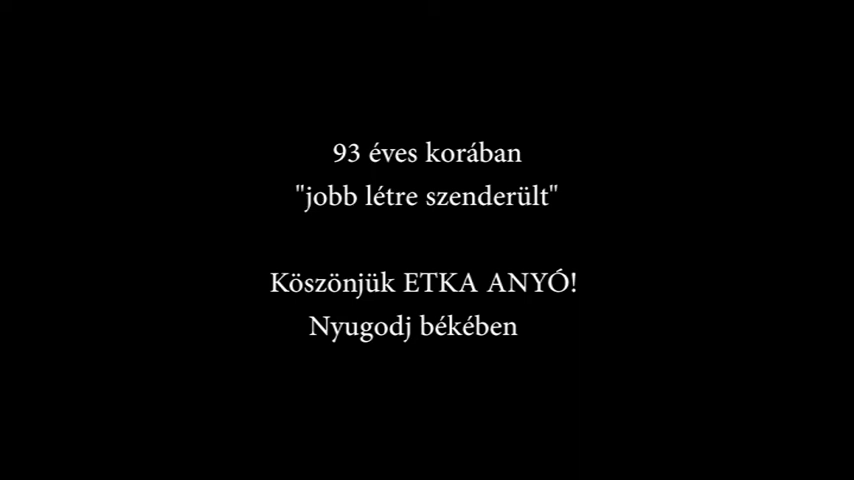 93 éves korában
"jobb létre szenderült"
Köszönjük ETKA ANYÓ!
Nyugodj békében